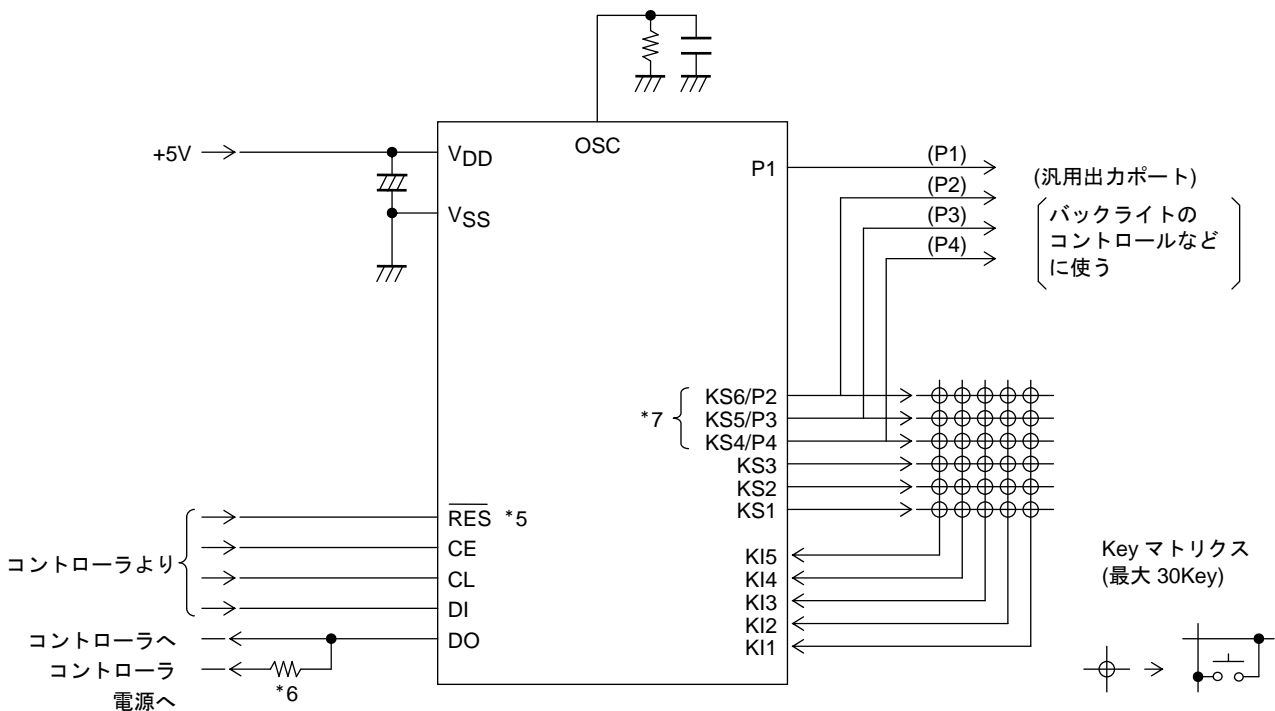 OSC
+5V
VDD
VSS
P1
(P1)
(P2)
(P3)
(P4)
(汎用出力ポート)
バックライトの
コントロールなど
に使う
*7
KS6/P2
KS5/P3
KS4/P4
KS3
KS2
KS1
KI5
KI4
KI3
KI2
KI1
Key マトリクス
(最大 30Key)
コントローラより
RES *5
CE
CL
DI
DO
コントローラへ
コントローラ
電源へ
*6